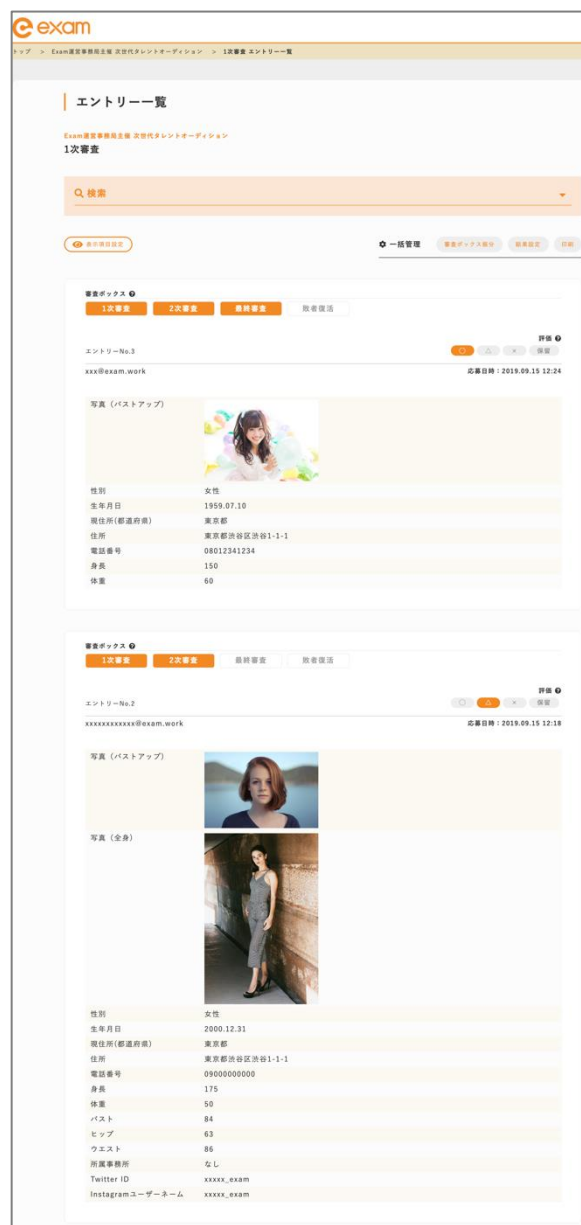 exam
トップ > Exam運営事務局主催 次世代タレントオーディション > 1次審査 エントリー一覧
エントリー一覧
Exam運営事務局主催 次世代タレントオーディション
1次審査
検索
表示項目設定
一括管理 審査ボックス振分 結果設定 印刷
審査ボックス
1次審査 2次審査 最終審査 敗者復活
評価
エントリーNo.3 ○ △ × 保留
xxx@exam.work 応募日時：2019.09.15 12:24
写真（バストアップ）
性別 女性
生年月日 1959.07.10
現住所(都道府県) 東京都
住所 東京都渋谷区渋谷1-1-1
電話番号 08012341234
身長 150
体重 60
審査ボックス
1次審査 2次審査 最終審査 敗者復活
評価
エントリーNo.2 ○ △ × 保留
xxxxxxxxxxxx@exam.work 応募日時：2019.09.15 12:18
写真（バストアップ）
写真（全身）
性別 女性
生年月日 2000.12.31
現住所(都道府県) 東京都
住所 東京都渋谷区渋谷1-1-1
電話番号 09000000000
身長 175
体重 50
バスト 84
ヒップ 63
ウエスト 86
所属事務所 なし
Twitter ID xxxxx_exam
Instagramユーザーネーム xxxxx_exam